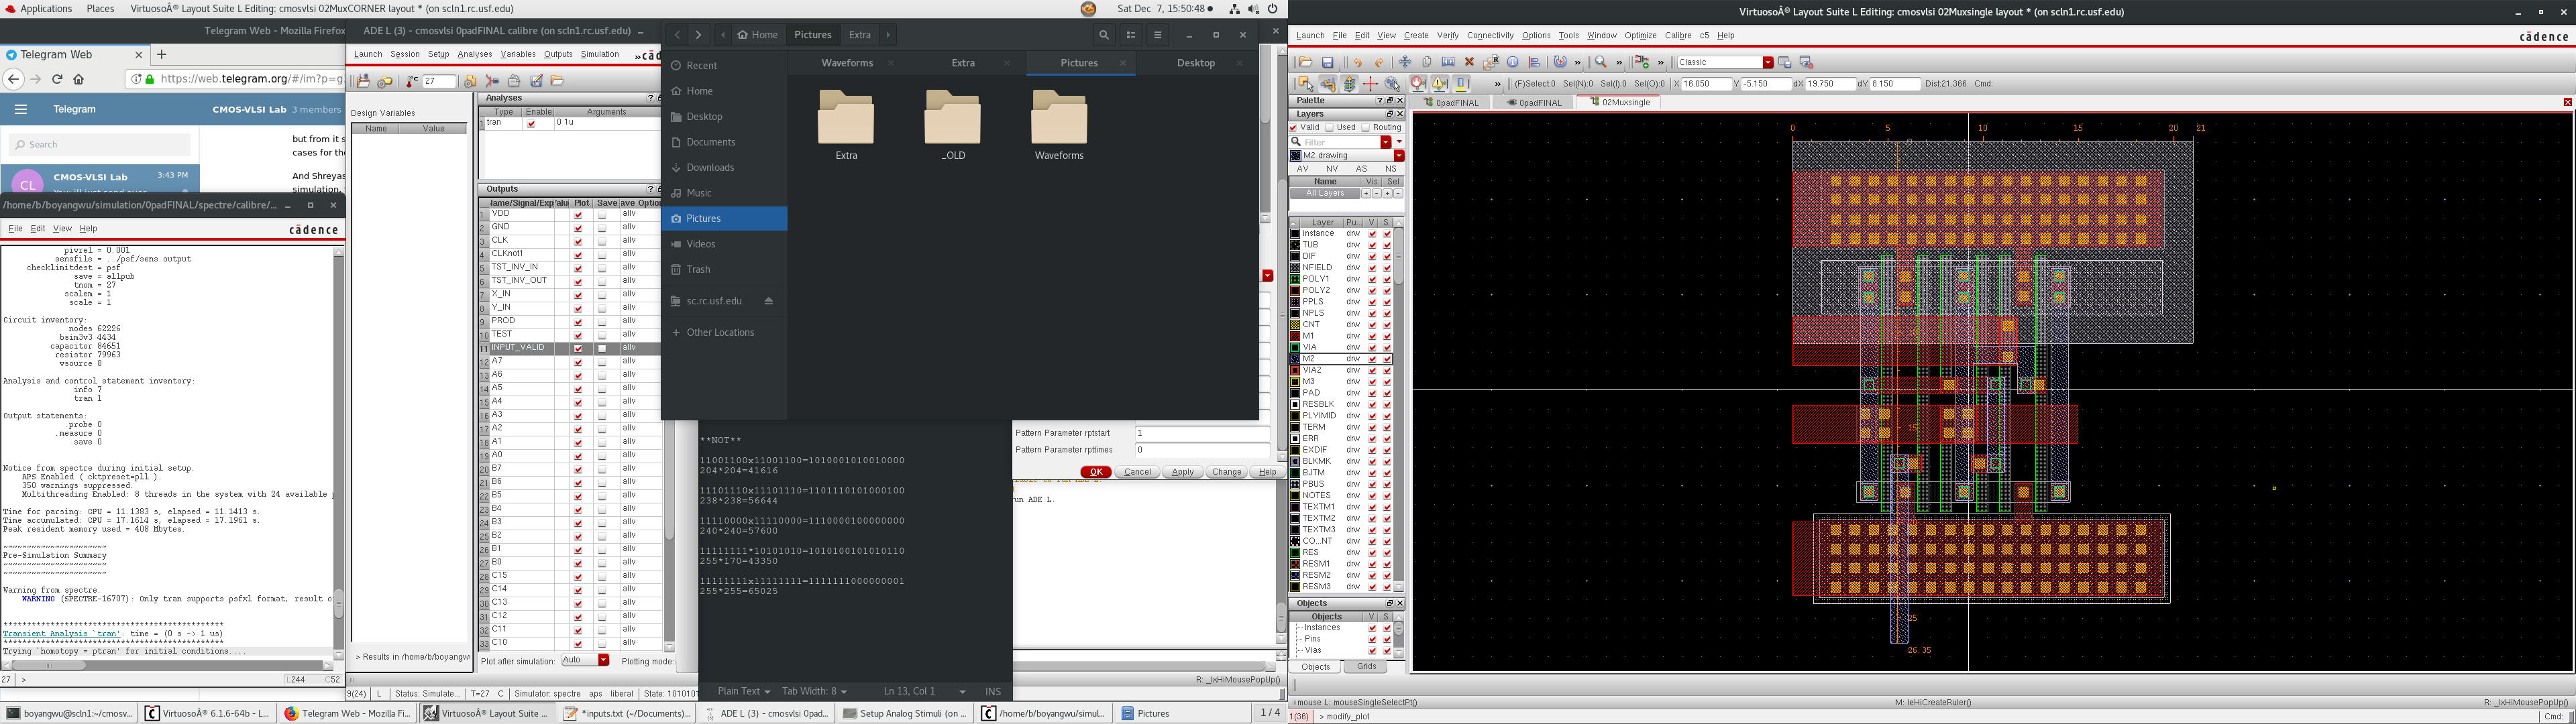 Applications Places VirtuosoÂ® Layout Suite L Editing: cmosvlsi 02MuxCORNER layout * (on scln1.rc.usf.edu)
Sat Dec 7, 15:50:48
Telegram Web - Mozilla Firefox
Telegram Web
https://web.telegram.org/#/im?p=g
Telegram
CMOS-VLSI Lab 3 members
Search
CL
CMOS-VLSI Lab 3:43 PM
but from it s
cases for the
And Shreyas
simulation,
/home/b/boyangwu/simulation/0padFINAL/spectre/calibre/...
File Edit View Help
cādence
pivrel = 0.001
sensfile = ../psf/sens.output
checklimitdest = psf
save = allpub
tnom = 27
scalem = 1
scale = 1
Circuit inventory:
nodes 62226
bsim3v3 4434
capacitor 84651
resistor 79963
vsource 8
Analysis and control statement inventory:
info 7
tran 1
Output statements:
.probe 0
.measure 0
save 0
Notice from spectre during initial setup.
APS Enabled ( ckptreset=pll ).
350 warnings suppressed.
Multithreading Enabled: 8 threads in the system with 24 available
Time for parsing: CPU = 11.1383 s, elapsed = 11.1413 s.
Time accumulated: CPU = 17.1614 s, elapsed = 17.1961 s.
Peak resident memory used = 408 Mbytes.
Pre-Simulation Summary
Warning from spectre.
WARNING (SPECTRE-16707): Only tran supports psfxl format, result o
Transient Analysis `tran': time = (0 s -> 1 us)
Trying `homotopy = ptran' for initial conditions....
27 >
L244 C52
ADE L (3) - cmosvlsi 0padFINAL calibre (on scln1.rc.usf.edu)
Launch Session Setup Analyses Variables Outputs Simulation
27
Design Variables
Name Value
> Results in /home/b/boyangwu
Analyses
Type Enable Arguments
1 tran 0 1u
Outputs
Name/Signal/Expr Value Plot Save Save Option
1 VDD allv
2 GND allv
3 CLK allv
4 CLKnot1 allv
5 TST_INV_IN allv
6 TST_INV_OUT allv
7 X_IN allv
8 Y_IN allv
9 PROD allv
10 TEST allv
11 INPUT_VALID allv
12 A7 allv
13 A6 allv
14 A5 allv
15 A4 allv
16 A3 allv
17 A2 allv
18 A1 allv
19 A0 allv
20 B7 allv
21 B6 allv
22 B5 allv
23 B4 allv
24 B3 allv
25 B2 allv
26 B1 allv
27 B0 allv
28 C15 allv
29 C14 allv
30 C13 allv
31 C12 allv
32 C11 allv
33 C10 allv
Plot after simulation: Auto Plotting mode:
9(24) L Status: Simulate... T=27 C Simulator: spectre aps liberal State: 1010101
Home Pictures Extra
Recent
Home
Desktop
Documents
Downloads
Music
Pictures
Videos
Trash
sc.rc.usf.edu
Other Locations
Waveforms Extra Pictures Desktop
Extra _OLD Waveforms
**NOT**
11001100x11001100=1010001010010000
204*204=41616
11101110x11101110=1101110101000100
238*238=56644
11110000x11110000=1110000100000000
240*240=57600
11111111*10101010=1010100101010110
255*170=43350
11111111x11111111=1111111000000001
255*255=65025
Plain Text Tab Width: 8 Ln 13, Col 1 INS
Pattern Parameter rptstart 1
Pattern Parameter rpttimes 0
OK Cancel Apply Change Help
run ADE L.
R: _lxHiMousePopUp()
boyangwu@scln1:~/cmosv... VirtuosoÂ® 6.1.6-64b - L... Telegram Web - Mozilla Fi... VirtuosoÂ® Layout Suite ... *inputs.txt (~/Documents)... ADE L (3) - cmosvlsi 0pad... Setup Analog Stimuli (on ... /home/b/boyangwu/simul... Pictures 1 / 4
VirtuosoÂ® Layout Suite L Editing: cmosvlsi 02Muxsingle layout * (on scln1.rc.usf.edu)
Launch File Edit View Create Verify Connectivity Options Tools Window Optimize Calibre c5 Help
cādence
Classic
(F)Select:0 Sel(N):0 Sel(I):0 Sel(O):0 X 16.050 Y -5.150 dX 19.750 dY 8.150 Dist:21.366 Cmd:
Palette
Layers
Valid Used Routing
Filter
M2 drawing
AV NV AS NS
Name Vis Sel
All Layers
Layer Pu.. V S
instance drw
TUB drw
DIF drw
NFIELD drw
POLY1 drw
POLY2 drw
PPLS drw
NPLS drw
CNT drw
M1 drw
VIA drw
M2 drw
VIA2 drw
M3 drw
PAD drw
RESBLK drw
PLYIMID drw
TERM drw
ERR drw
EXDIF drw
BLKMK drw
BJTM drw
PBUS drw
NOTES drw
TEXTM1 drw
TEXTM2 drw
TEXTM3 drw
CO...NT drw
RES drw
RESM1 drw
RESM2 drw
RESM3 drw
Objects
Objects V S
Instances
Pins
Vias
Objects Grids
0padFINAL 0padFINAL 02Muxsingle
0 5 10 15 20 21
15
25
26.35
mouse L: mouseSingleSelectPt() M: leHiCreateRuler() R: _lxHiMousePopUp()
1(36) > modify_plot Cmd: